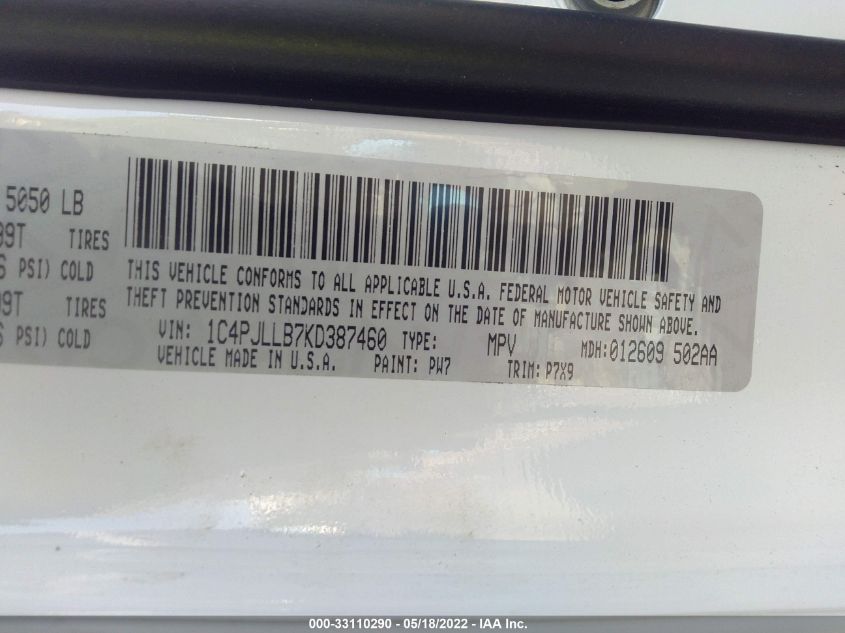 5050 LB
99T TIRES
PSI) COLD
99T TIRES
PSI) COLD
THIS VEHICLE CONFORMS TO ALL APPLICABLE U.S.A. FEDERAL MOTOR VEHICLE SAFETY AND
THEFT PREVENTION STANDARDS IN EFFECT ON THE DATE OF MANUFACTURE SHOWN ABOVE.
VIN: 1C4PJLLB7KD387460 TYPE: MPV MDH:012609 502AA
VEHICLE MADE IN U.S.A. PAINT: PW7 TRIM: P7X9
000-33110290 - 05/18/2022 - IAA Inc.